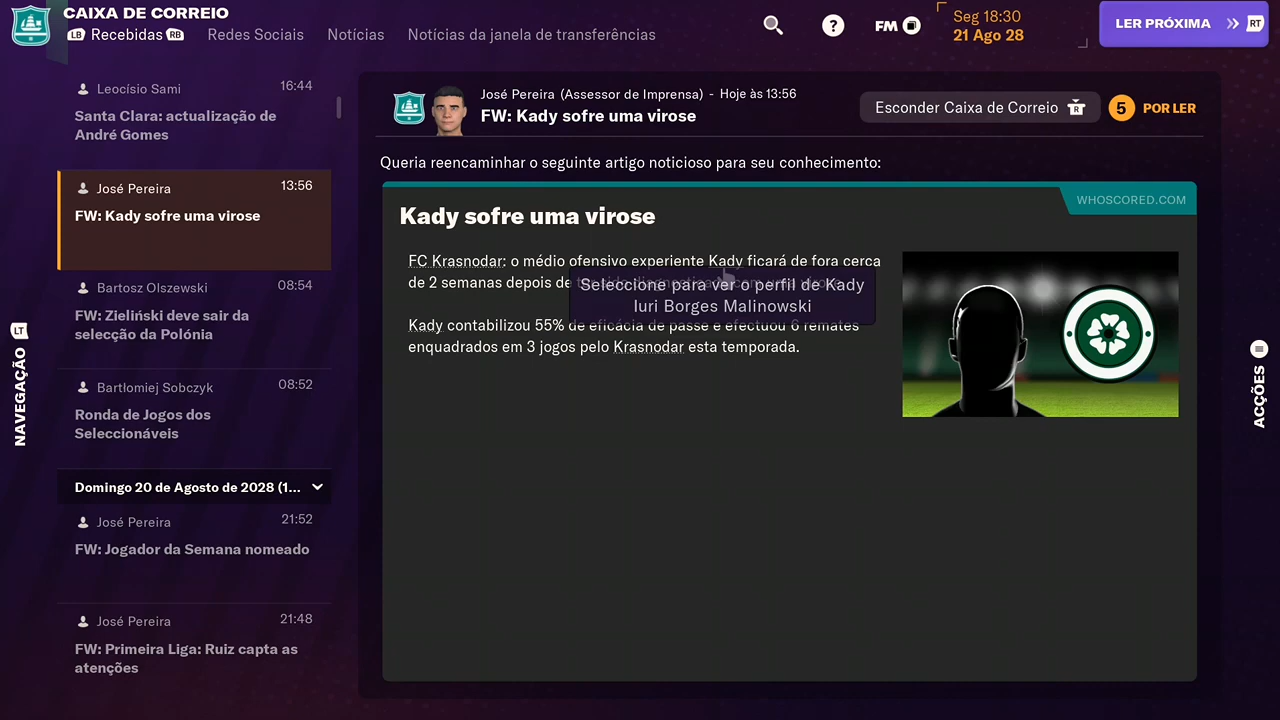 CAIXA DE CORREIO
LB Recebidas RB
Redes Sociais
Notícias
Notícias da janela de transferências
?
FM
Seg 18:30
21 Ago 28
LER PRÓXIMA
RT
Leocísio Sami
16:44
Santa Clara: actualização de
André Gomes
José Pereira
13:56
FW: Kady sofre uma virose
Bartosz Olszewski
08:54
FW: Zieliński deve sair da
selecção da Polónia
Bartlomiej Sobczyk
08:52
Ronda de Jogos dos
Seleccionáveis
Domingo 20 de Agosto de 2028 (1...
José Pereira
21:52
FW: Jogador da Semana nomeado
José Pereira
21:48
FW: Primeira Liga: Ruiz capta as
atenções
LT
NAVEGAÇÃO
José Pereira (Assessor de Imprensa) - Hoje às 13:56
FW: Kady sofre uma virose
Esconder Caixa de Correio R
5 POR LER
Queria reencaminhar o seguinte artigo noticioso para seu conhecimento:
WHOSCORED.COM
Kady sofre uma virose
FC Krasnodar: o médio ofensivo experiente Kady ficará de fora cerca
de 2 semanas depois de
Seleccione para ver o perfil de Kady
Iuri Borges Malinowski
Kady contabilizou 55% de eficácia de passe e efectuou 6 remates
enquadrados em 3 jogos pelo Krasnodar esta temporada.
ACÇÕES